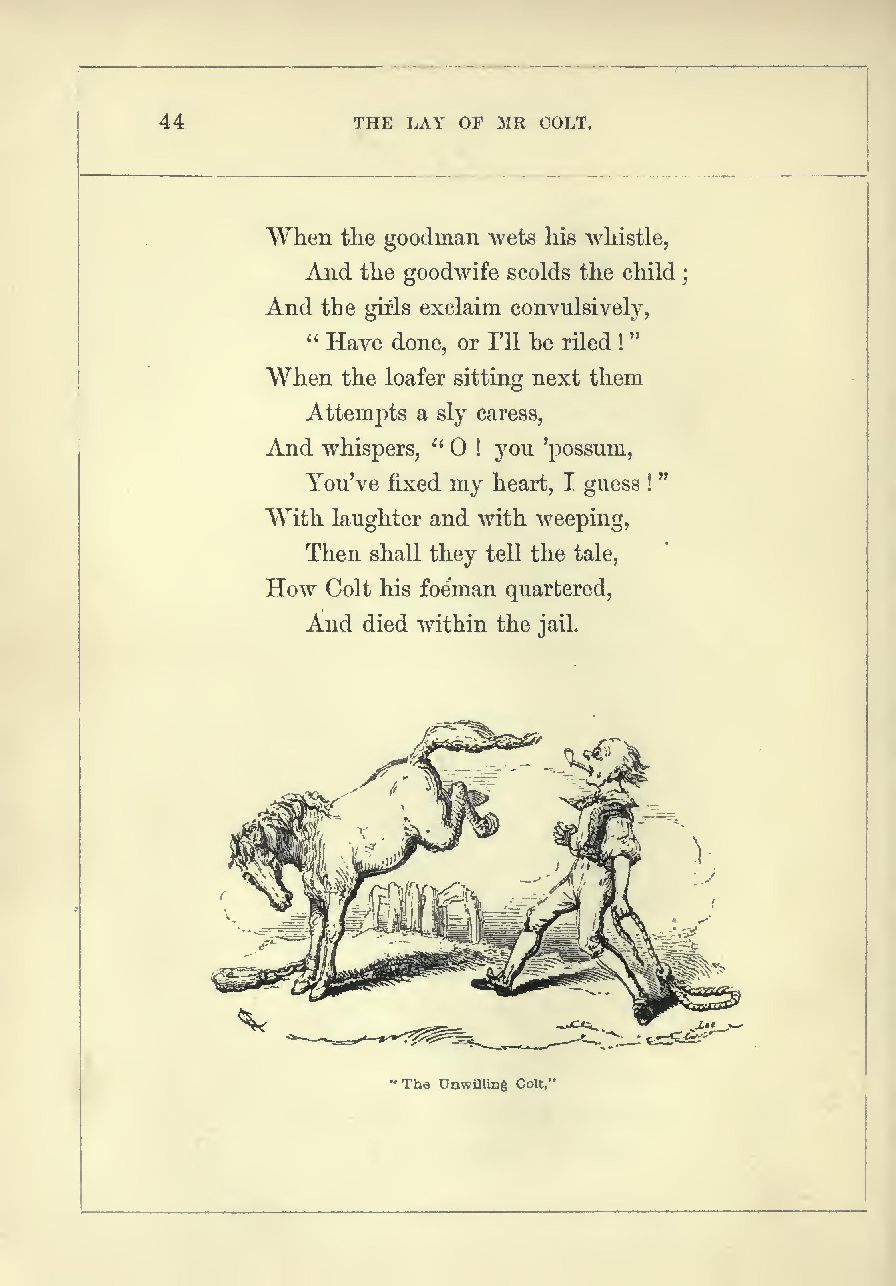 44 THE LAY OF MR COLT.
When the goodman wets his whistle,
And the goodwife scolds the child;
And the girls exclaim convulsively,
“Have done, or I’ll be riled!”
When the loafer sitting next them
Attempts a sly caress,
And whispers, “O! you ’possum,
You’ve fixed my heart, I guess!”
With laughter and with weeping,
Then shall they tell the tale,
How Colt his foeman quartered,
And died within the jail.
"The Unwilling Colt."